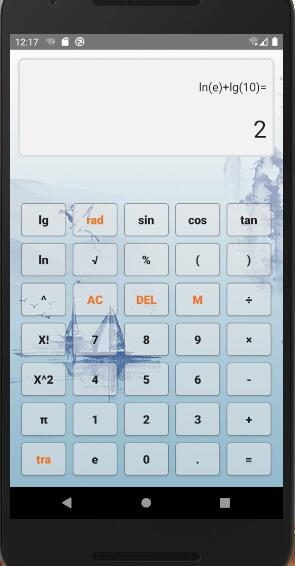 12:17
ln(e)+lg(10)=
2
lg rad sin cos tan
ln √ % ( )
^ AC DEL M ÷
X! 7 8 9 ×
X^2 4 5 6 -
π 1 2 3 +
tra e 0 . =